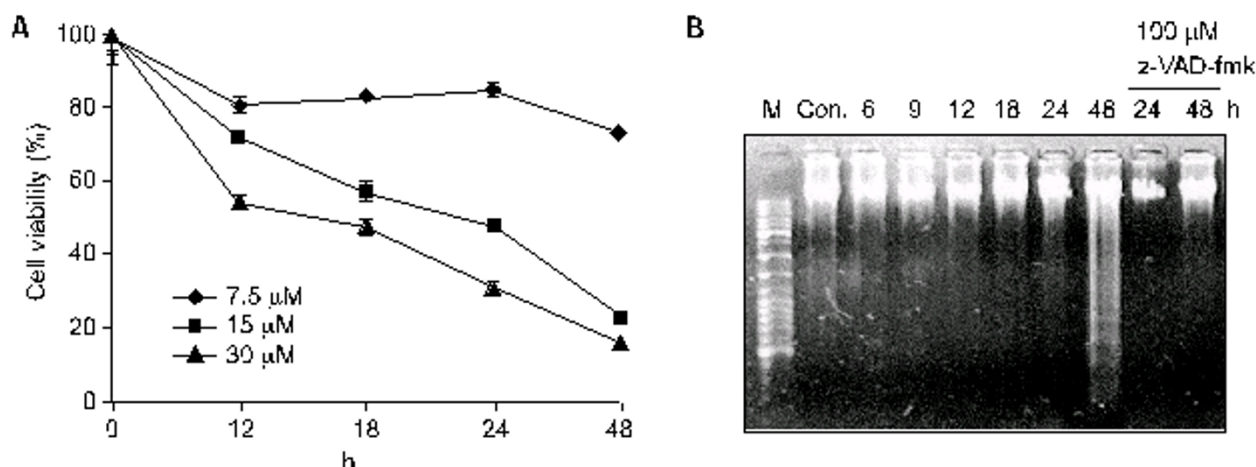 A
100
80
60
40
20
0
Cell viability (%)
7.5 μM
15 μM
30 μM
0 12 18 24 48
h
B
100 μM
z-VAD-fmk
M Con. 6 9 12 18 24 48 24 48 h